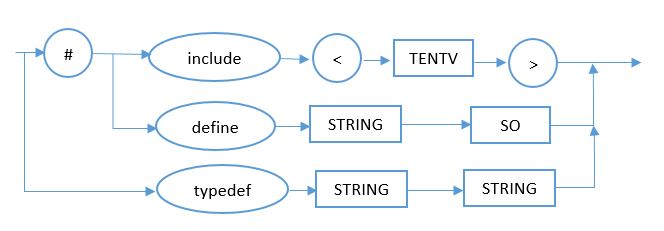 # include < TENTV >
define STRING SO
typedef STRING STRING